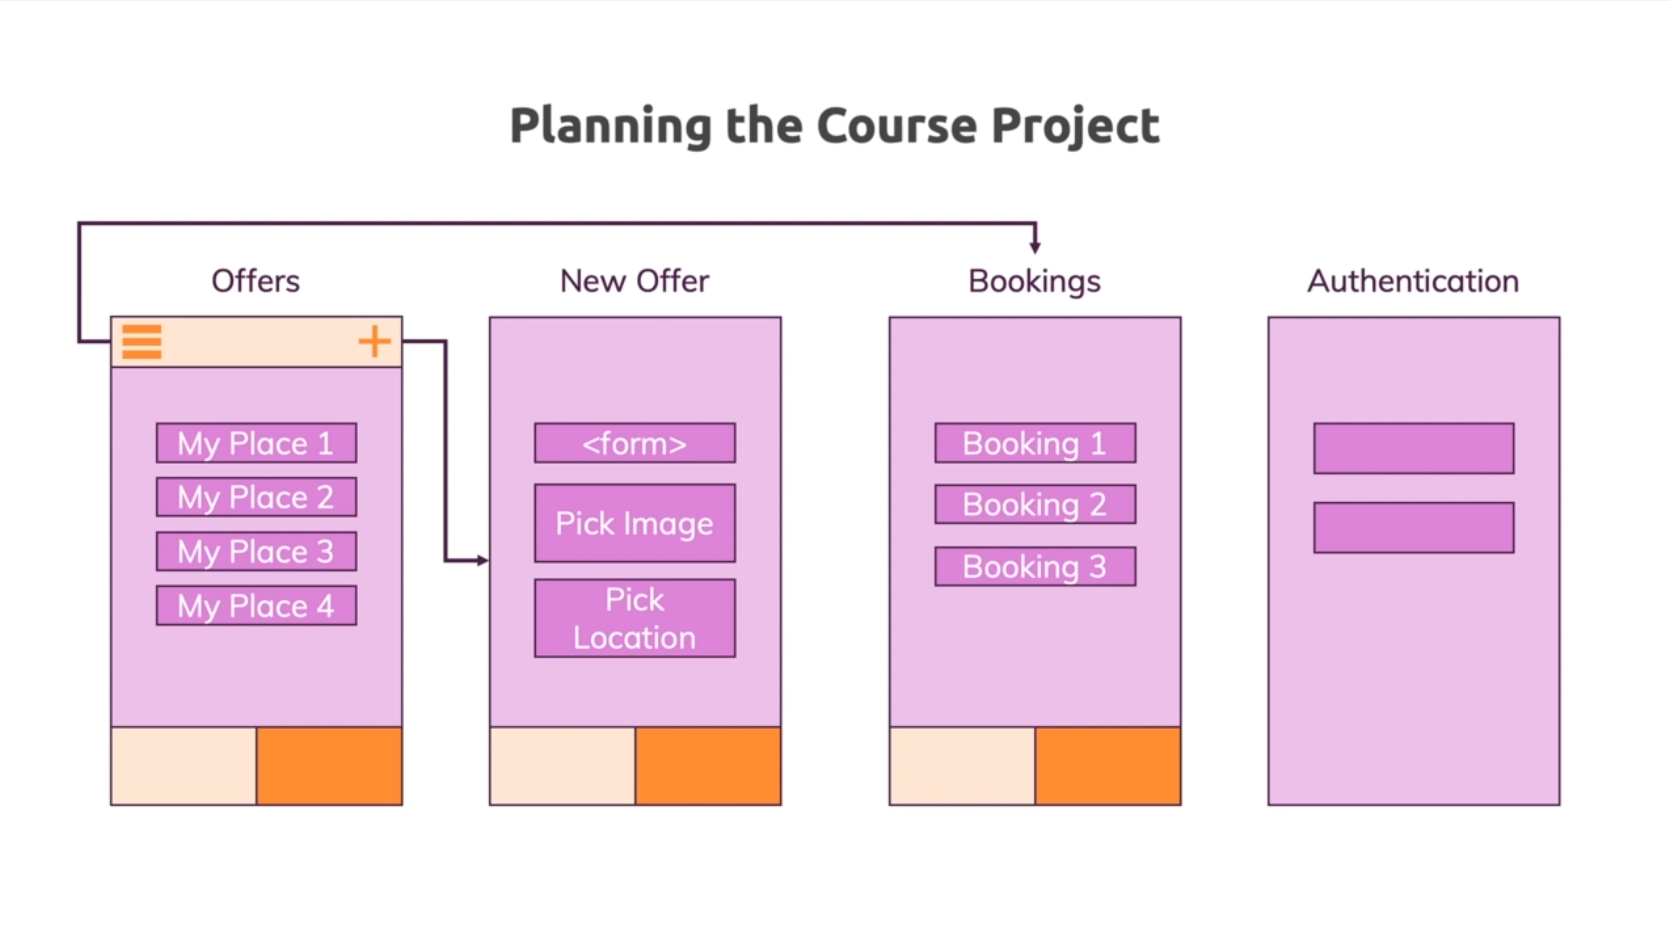 Planning the Course Project
Offers
New Offer
Bookings
Authentication
My Place 1
My Place 2
My Place 3
My Place 4
<form>
Pick Image
Pick
Location
Booking 1
Booking 2
Booking 3